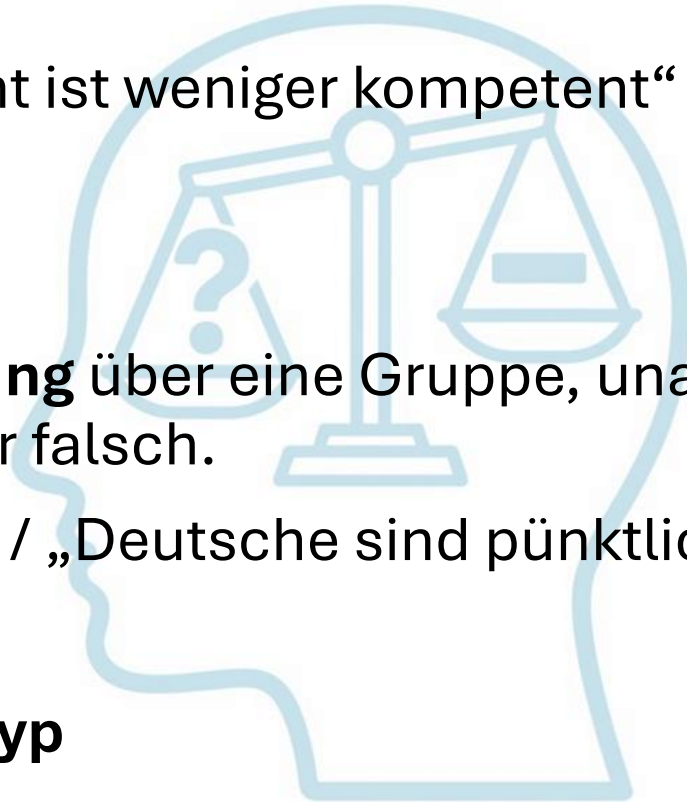 nt ist weniger kompetent“
?
ng über eine Gruppe, una
r falsch.
/ „Deutsche sind pünktlic
yp